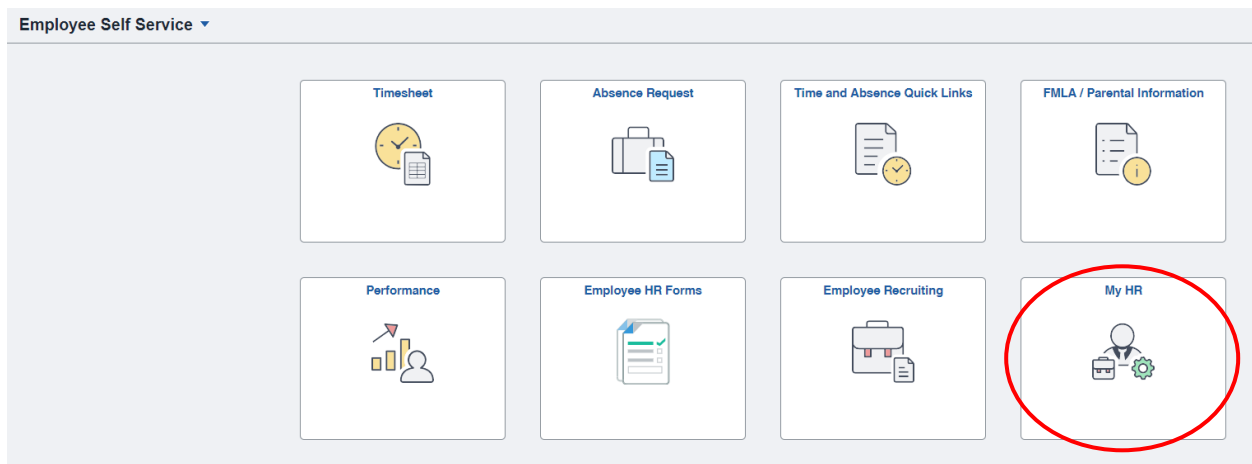 Employee Self Service
Timesheet
Absence Request
Time and Absence Quick Links
FMLA / Parental Information
Performance
Employee HR Forms
Employee Recruiting
My HR